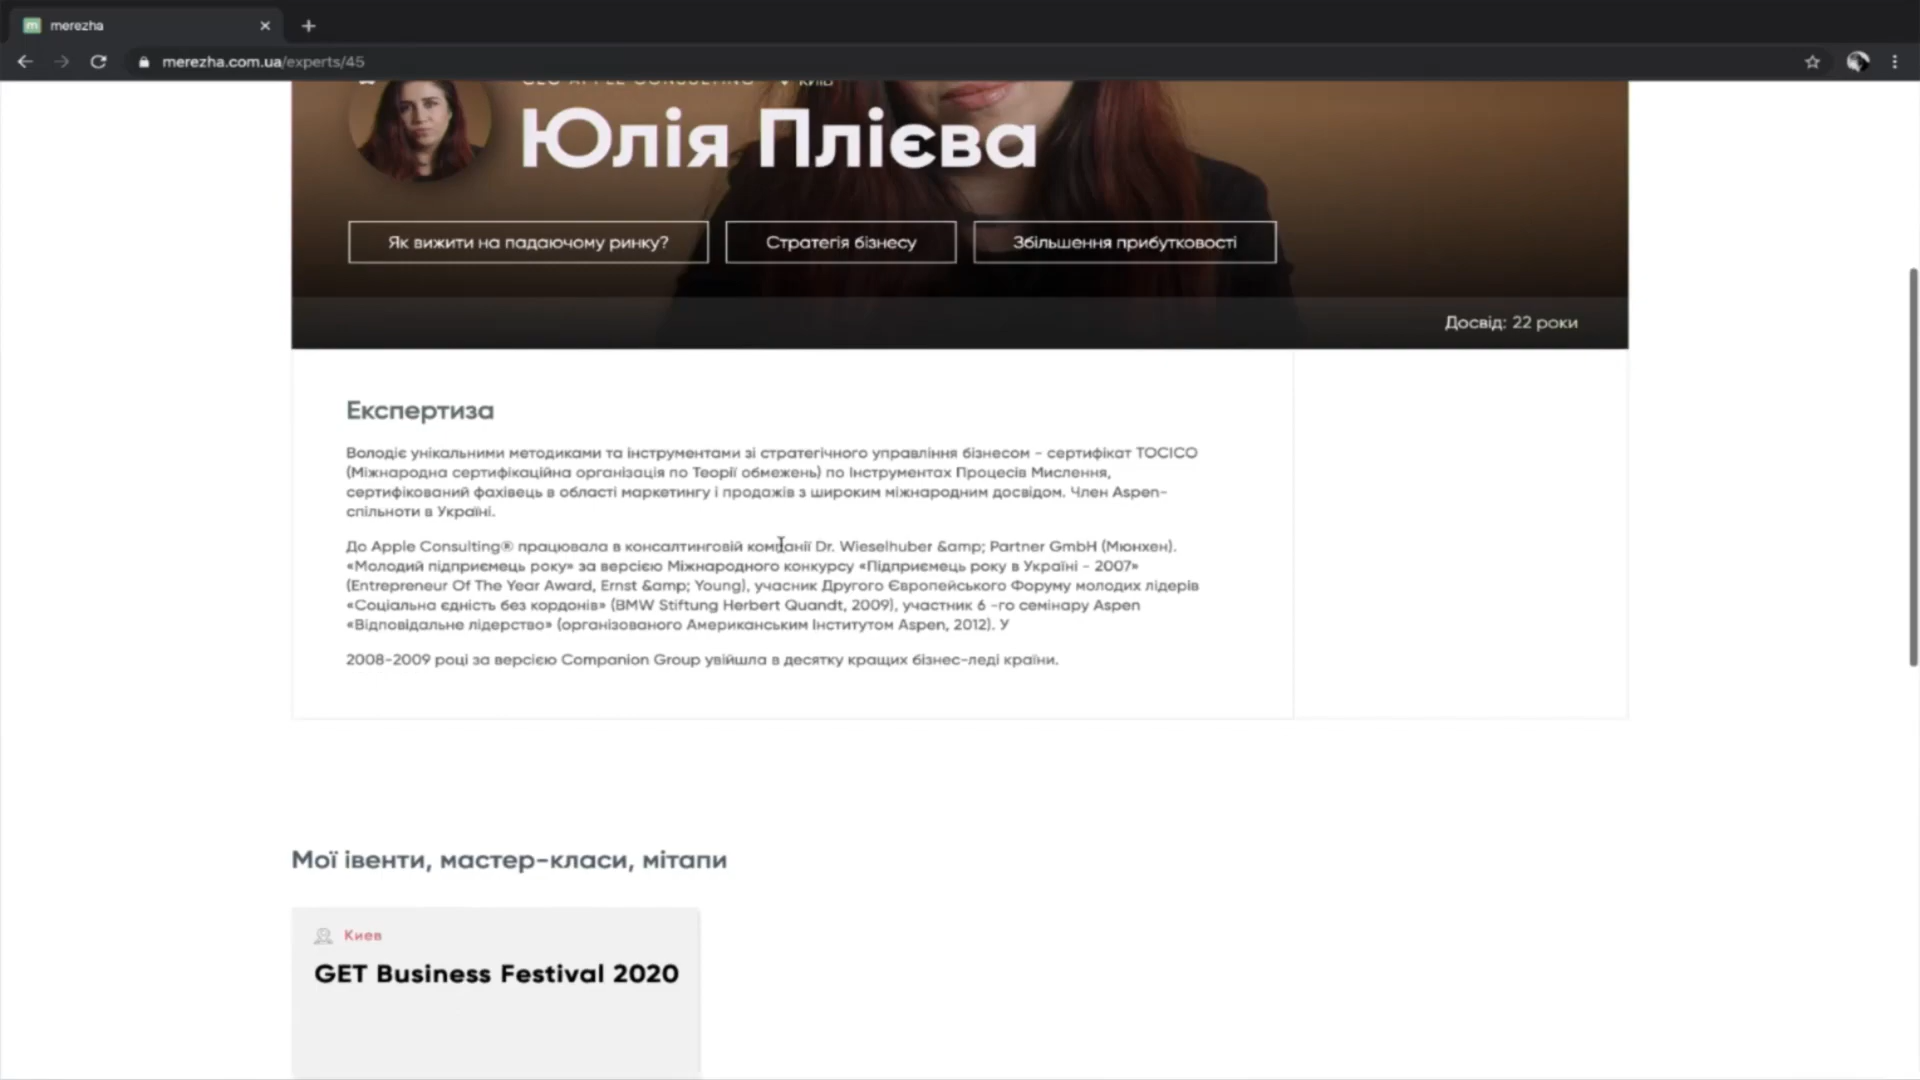 merezha
merezha.com.ua/experts/45
CEO APPLE CONSULTING Київ
Юлія Плієва
Як вижити на падаючому ринку?
Стратегія бізнесу
Збільшення прибутковості
Досвід: 22 роки
Експертиза
Володіє унікальними методиками та інструментами зі стратегічного управління бізнесом - сертифікат TOCICO
(Міжнародна сертифікаційна організація по Теорії обмежень) по Інструментах Процесів Мислення,
сертифікований фахівець в області маркетингу і продажів з широким міжнародним досвідом. Член Aspen-
спільноти в Україні.
До Apple Consulting® працювала в консалтинговій компанії Dr. Wieselhuber &amp; Partner GmbH (Мюнхен).
«Молодий підприємець року» за версією Міжнародного конкурсу «Підприємець року в Україні - 2007»
(Entrepreneur Of The Year Award, Ernst &amp; Young), учасник Другого Європейського Форуму молодих лідерів
«Соціальна єдність без кордонів» (BMW Stiftung Herbert Quandt, 2009), участник 6 -го семінару Aspen
«Відповідальне лідерство» (організованого Американським Інститутом Aspen, 2012). У
2008-2009 році за версією Companion Group увійшла в десятку кращих бізнес-леді країни.
Мої івенти, мастер-класи, мітапи
Киев
GET Business Festival 2020